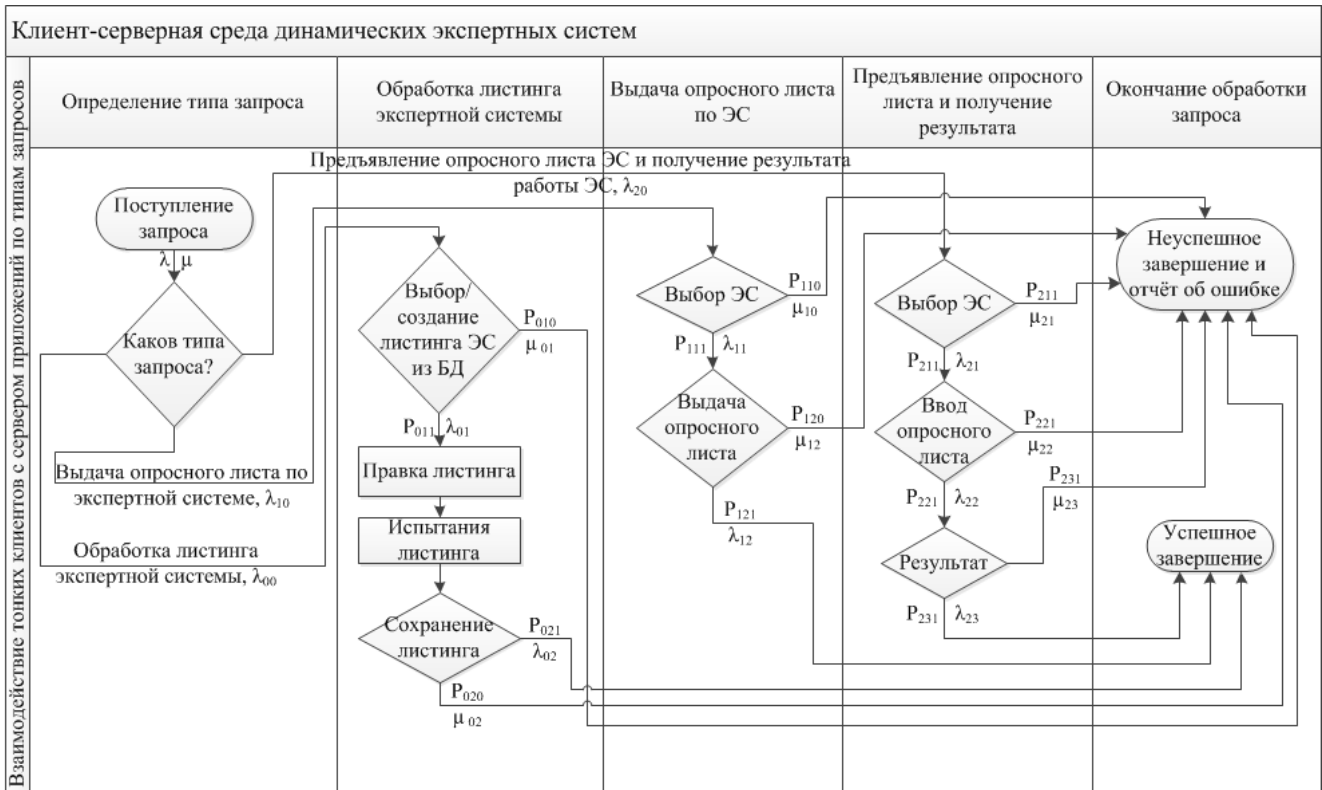 Клиент-серверная среда динамических экспертных систем
Взаимодействие тонких клиентов с сервером приложений по типам запросов
Определение типа запроса
Обработка листинга
экспертной системы
Выдача опросного листа
по ЭС
Предъявление опросного
листа и получение
результата
Окончание обработки
запроса
Предъявление опросного листа ЭС и получение результата
работы ЭС, λ₂₀
Поступление
запроса
λ μ
Каков типа
запроса?
Выдача опросного листа по
экспертной системе, λ₁₀
Обработка листинга
экспертной системы, λ₀₀
Выбор/
создание
листинга ЭС
из БД
P₀₁₀
μ ₀₁
P₀₁₁ λ₀₁
Правка листинга
Испытания
листинга
Сохранение
листинга
P₀₂₁
λ₀₂
P₀₂₀
μ ₀₂
Выбор ЭС
P₁₁₀
μ₁₀
P₁₁₁ λ₁₁
Выдача
опросного
листа
P₁₂₀
μ₁₂
P₁₂₁
λ₁₂
Выбор ЭС
P₂₁₁
μ₂₁
P₂₁₁ λ₂₁
Ввод
опросного
листа
P₂₂₁
μ₂₂
P₂₂₁ λ₂₂
Результат
P₂₃₁
μ₂₃
P₂₃₁ λ₂₃
Неуспешное
завершение и
отчёт об ошибке
Успешное
завершение